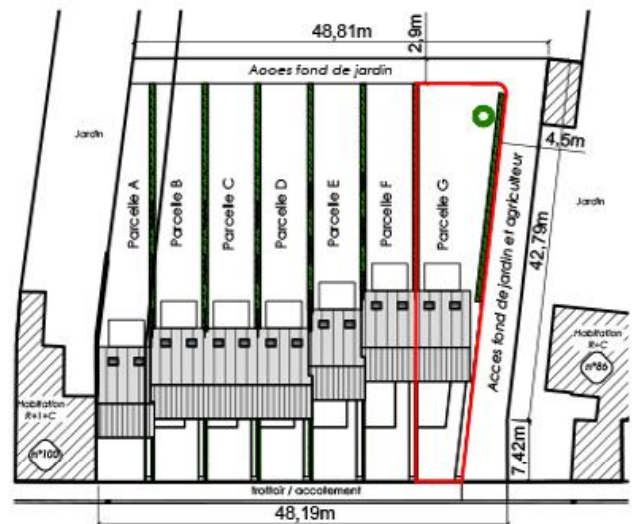 48,81m
2,9m
Acces fond de jardin
Jardin
4,5m
Parcelle A
Parcelle B
Parcelle C
Parcelle D
Parcelle E
Parcelle F
Parcelle G
Acces fond de jardin et agriculteur
42,79m
Jardin
Habitation
R+C
n°86
Habitation
R+1+C
n°100
7,42m
trottoir / accotement
48,19m